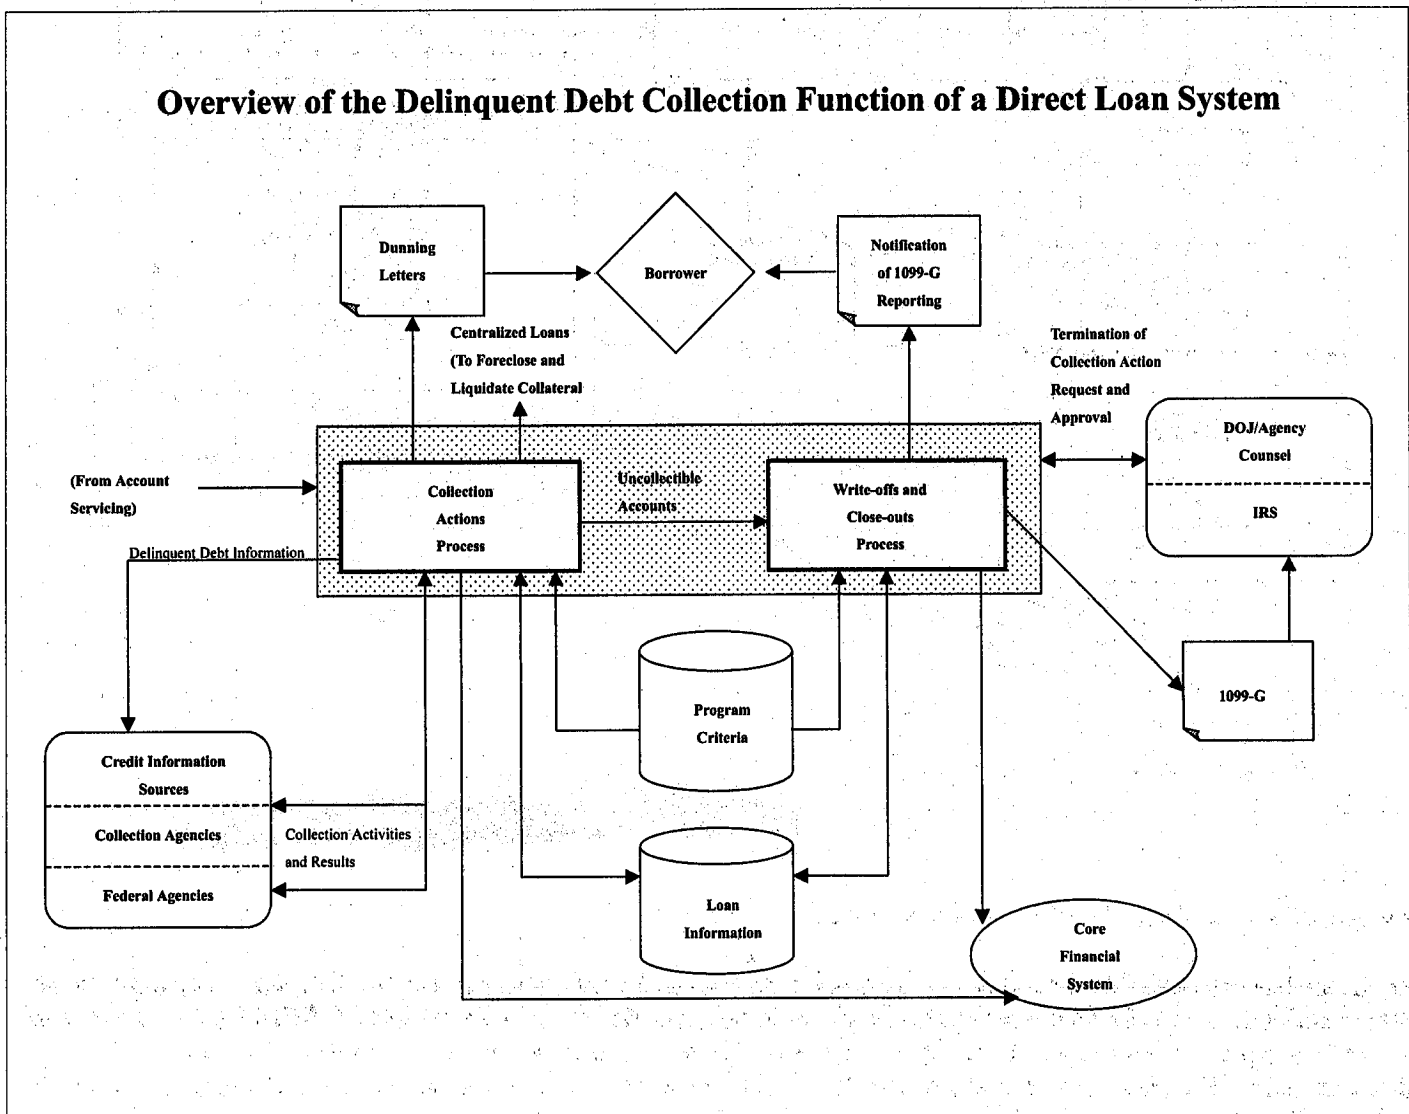 Overview of the Delinquent Debt Collection Function of a Direct Loan System
Dunning
Letters
Borrower
Notification
of 1099-G
Reporting
Centralized Loans
(To Foreclose and
Liquidate Collateral
Termination of
Collection Action
Request and
Approval
DOJ/Agency
Counsel
IRS
(From Account
Servicing)
Collection
Actions
Process
Uncollectible
Accounts
Write-offs and
Close-outs
Process
Delinquent Debt Information
Program
Criteria
1099-G
Credit Information
Sources
Collection Agencies
Federal Agencies
Collection Activities
and Results
Loan
Information
Core
Financial
System